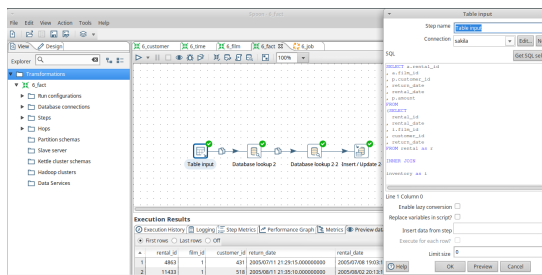 Table input
File Edit View Action Tools Help
Step name Table input
Connection sakila Edit...
View Design
6_customer 6_time 6_film 6_fact 6_job
SQL
Get SQL sel
Explorer
100%
Transformations
6_fact
Run configurations
Database connections
Steps
Hops
Partition schemas
Slave server
Kettle cluster schemas
Hadoop clusters
Data Services
SELECT a.rental_id
, a.film_id
, p.customer_id
, return_date
, rental_date
, p.amount
FROM
(SELECT
rental_id
, rental_date
, i.film_id
, customer_id
, return_date
FROM rental as r
INNER JOIN
inventory as i
Table input Database lookup 2 Database lookup 2-2 Insert / Update 2
Line 1 Column 0
Enable lazy conversion
Replace variables in script?
Insert data from step
Execute for each row?
Limit size 0
Help OK Preview Cancel
Execution Results
Execution History Logging Step Metrics Performance Graph Metrics Preview data
First rows Last rows Off
rental_id film_id customer_id return_date rental_date
1 4863 1 431 2005/07/11 21:29:15.000000000 2005/07/08 19:03:1
2 11433 1 518 2005/08/11 21:35:10.000000000 2005/08/02 20:13:1